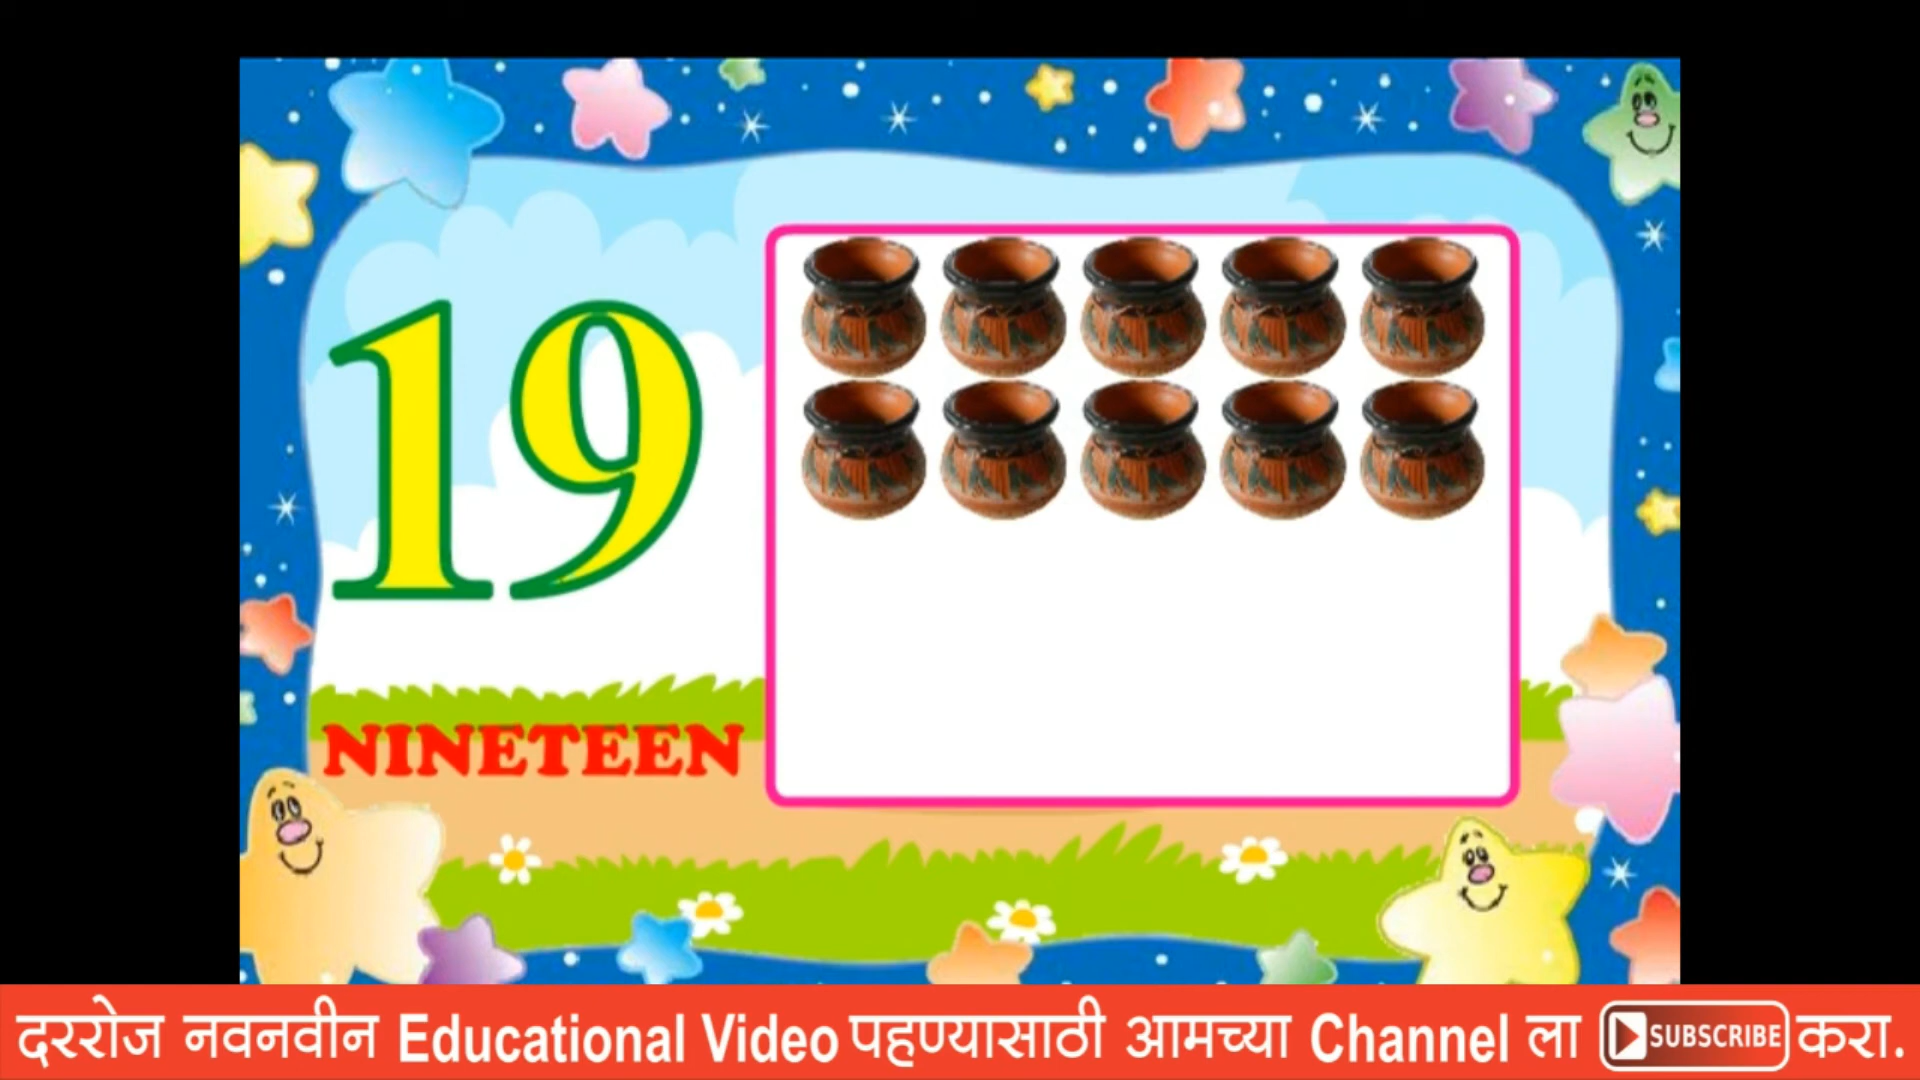 19
NINETEEN
दररोज नवनवीन Educational Video पहण्यासाठी आमच्या Channel ला SUBSCRIBE करा.